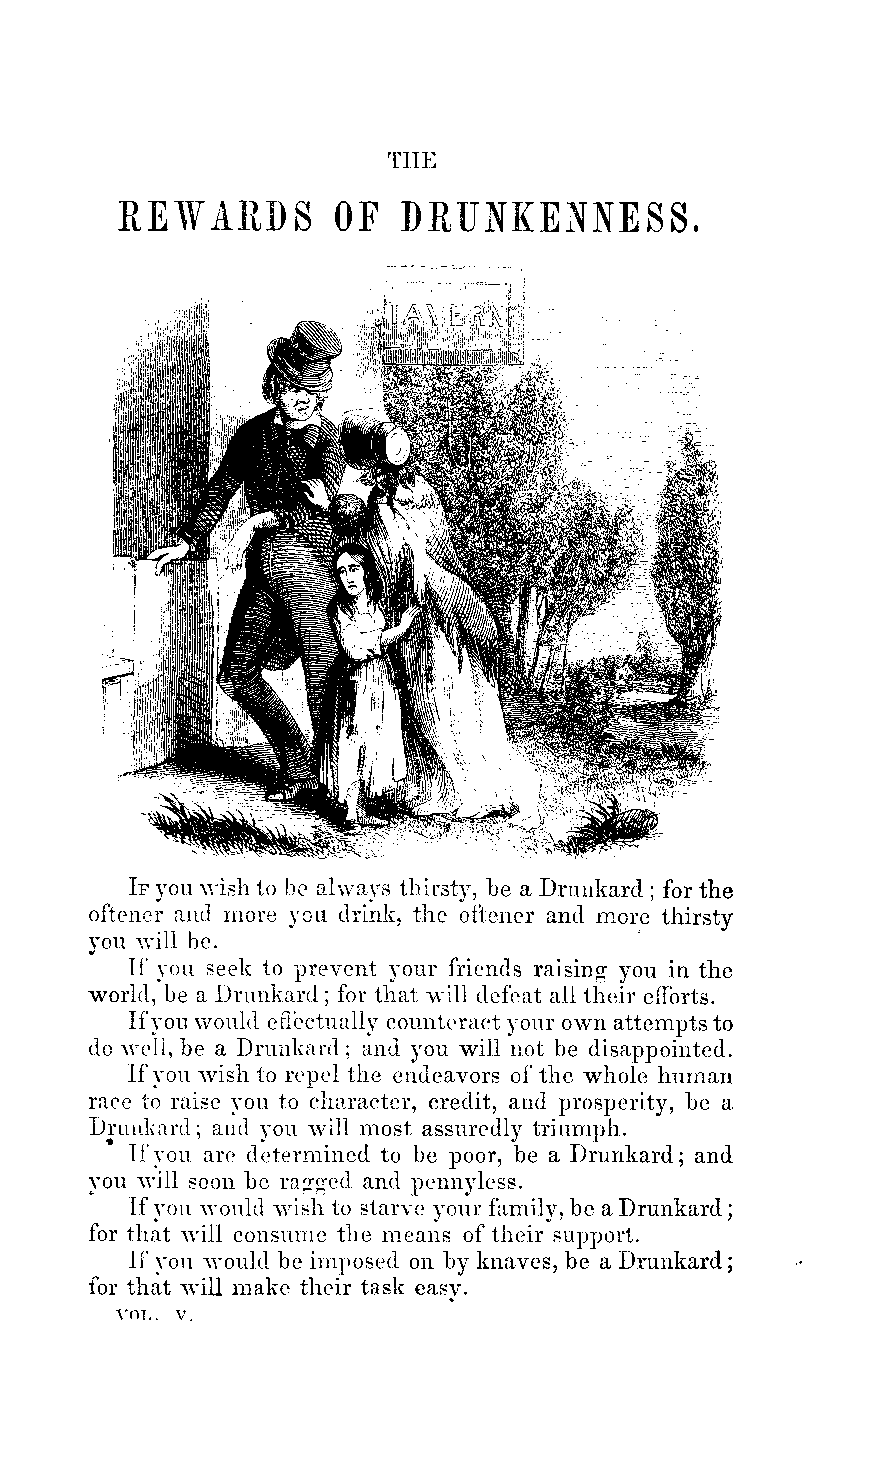 THE
REWARDS OF DRUNKENNESS.
TAVERN
IF you wish to be always thirsty, be a Drunkard; for the
oftener and more you drink, the oftener and more thirsty
you will be.
If you seek to prevent your friends raising you in the
world, be a Drunkard; for that will defeat all their efforts.
If you would effectually counteract your own attempts to
do well, be a Drunkard; and you will not be disappointed.
If you wish to repel the endeavors of the whole human
race to raise you to character, credit, and prosperity, be a
Drunkard; and you will most assuredly triumph.
If you are determined to be poor, be a Drunkard; and
you will soon be ragged and pennyless.
If you would wish to starve your family, be a Drunkard;
for that will consume the means of their support.
If you would be imposed on by knaves, be a Drunkard;
for that will make their task easy.
VOL. V.